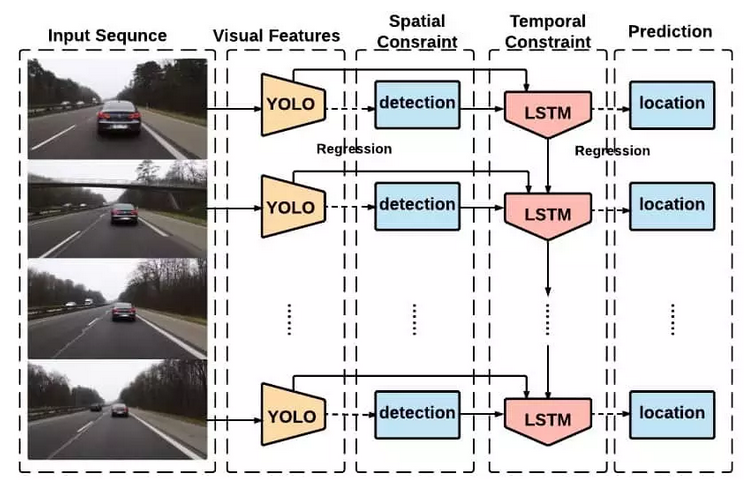 Input Sequnce
Visual Features
Spatial
Consraint
Temporal
Constraint
Prediction
YOLO
detection
LSTM
location
Regression
Regression
YOLO
detection
LSTM
location
YOLO
detection
LSTM
location